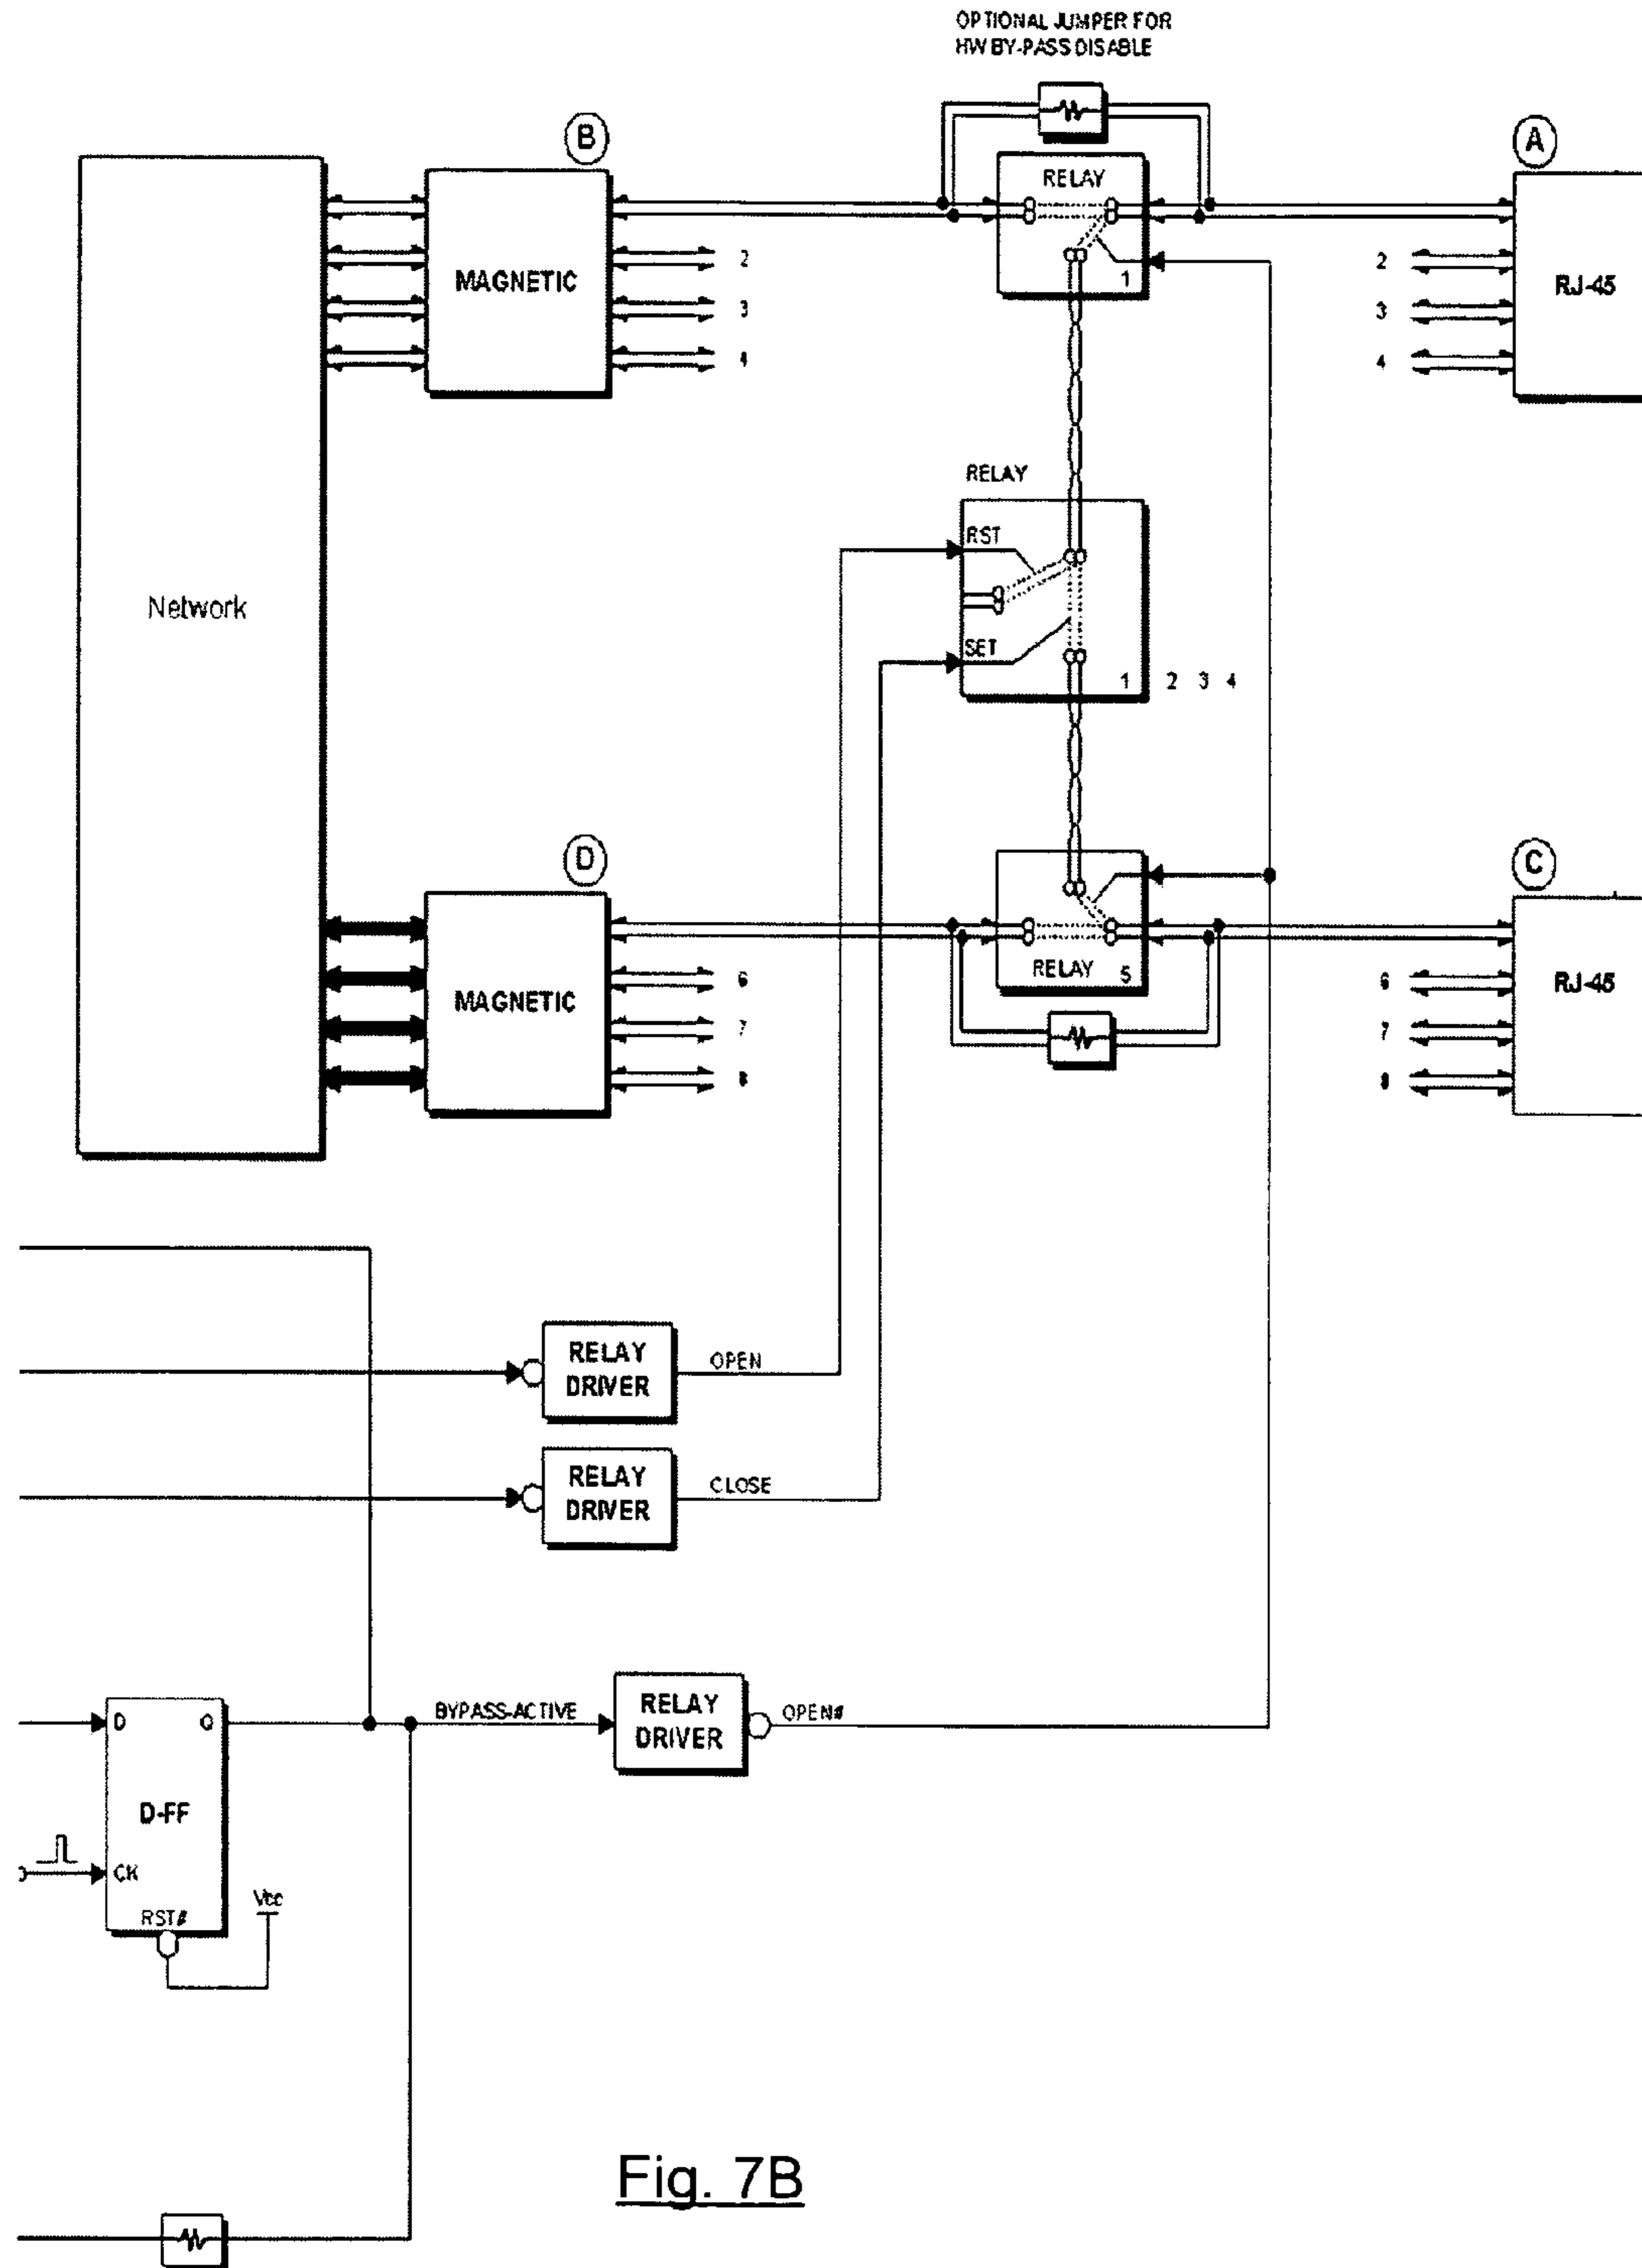 OPTIONAL JUMPER FOR
HW BY-PASS DISABLE
B
A
RELAY
1
MAGNETIC
2
3
4
2
3
4
RJ-45
RELAY
RST
SET
1 2 3 4
Network
D
C
RELAY 5
MAGNETIC
6
7
8
6
7
8
RJ-45
RELAY
DRIVER
OPEN
RELAY
DRIVER
CLOSE
D Q
D-FF
CK
RST#
Vcc
BYPASS-ACTIVE
RELAY
DRIVER
OPEN#
Fig. 7B